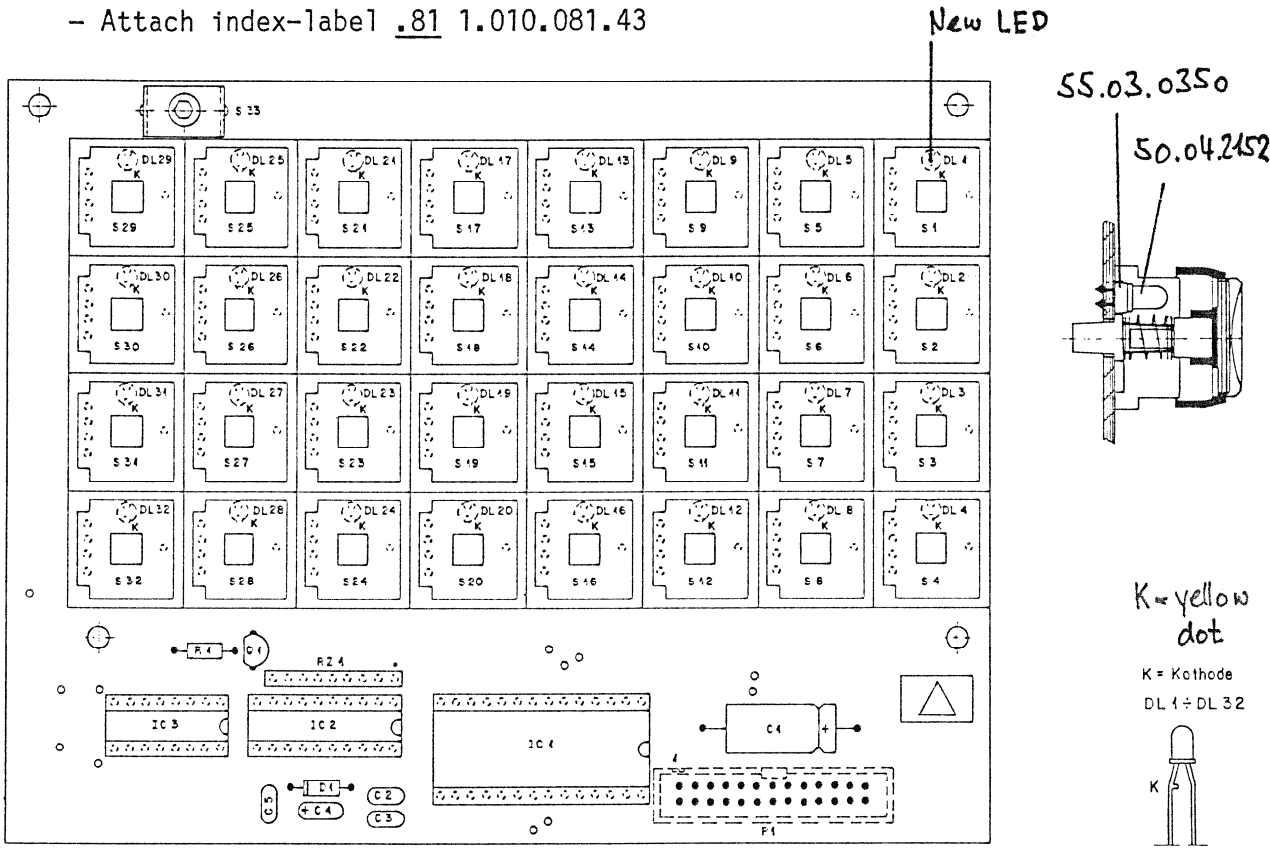 - Attach index-label .81 1.010.081.43
New LED
55.03.0350
50.04.2152
S 33
DL29 DL25 DL21 DL17 DL13 DL9 DL5 DL1
K K K K K K K K
S29 S25 S21 S17 S13 S9 S5 S1
DL30 DL26 DL22 DL18 DL14 DL10 DL6 DL2
K K K K K K K K
S30 S26 S22 S18 S14 S10 S6 S2
DL31 DL27 DL23 DL19 DL15 DL11 DL7 DL3
K K K K K K K K
S31 S27 S23 S19 S15 S11 S7 S3
DL32 DL28 DL24 DL20 DL16 DL12 DL8 DL4
K K K K K K K K
S32 S28 S24 S20 S16 S12 S8 S4
K=yellow
dot
K = Kathode
DL1÷DL32
K
R1 Q1
RZ1
IC3 IC2 IC1
C1 +
1
D1
C5 +C4 C2
C3
P1